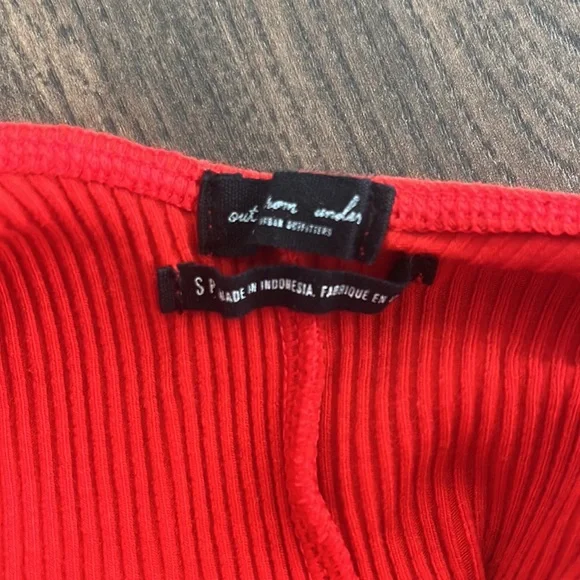 out from under
URBAN OUTFITTERS
S P MADE IN INDONESIA. FABRIQUE EN